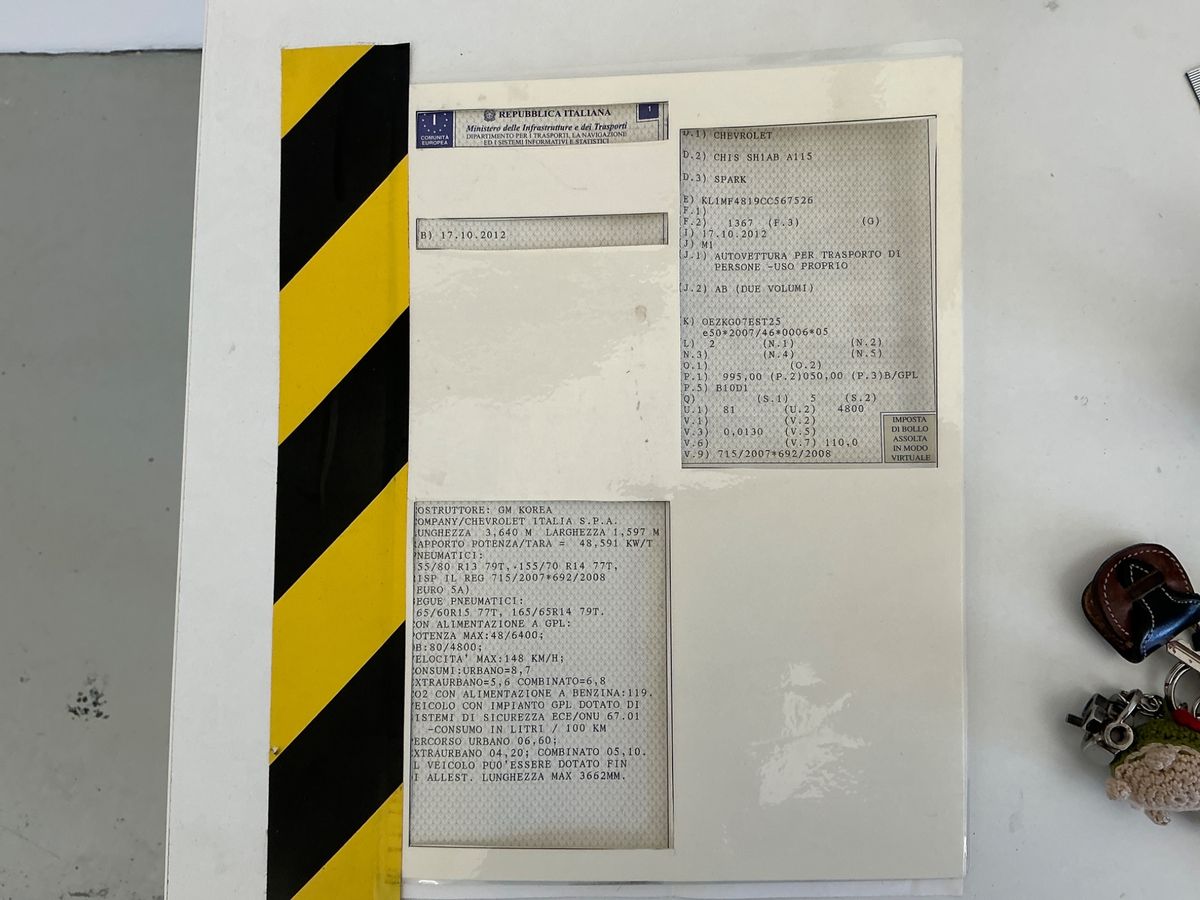 I
COMUNITÀ
EUROPEA
REPUBBLICA ITALIANA
1
Ministero delle Infrastrutture e dei Trasporti
DIPARTIMENTO PER I TRASPORTI, LA NAVIGAZIONE
ED I SISTEMI INFORMATIVI E STATISTICI
B) 17.10.2012
D.1) CHEVROLET
D.2) CHIS SH1AB A115
D.3) SPARK
E) KL1MF4819CC567526
F.1)
F.2) 1367 (F.3) (G)
I) 17.10.2012
J) M1
J.1) AUTOVETTURA PER TRASPORTO DI
PERSONE -USO PROPRIO
J.2) AB (DUE VOLUMI)
K) OEZKG07EST25
e50*2007/46*0006*05
L) 2 (N.1) (N.2)
N.3) (N.4) (N.5)
O.1) (O.2)
P.1) 995,00 (P.2)050,00 (P.3)B/GPL
P.5) B10D1
Q) (S.1) 5 (S.2)
U.1) 81 (U.2) 4800
V.1) (V.2)
V.3) 0,0130 (V.5)
V.6) (V.7) 110,0
V.9) 715/2007*692/2008
IMPOSTA
DI BOLLO
ASSOLTA
IN MODO
VIRTUALE
OSTRUTTORE: GM KOREA
OMPANY/CHEVROLET ITALIA S.P.A.
UNGHEZZA 3,640 M LARGHEZZA 1,597 M
APPORTO POTENZA/TARA = 48,591 KW/T
PNEUMATICI:
55/80 R13 79T, 155/70 R14 77T,
RISP IL REG 715/2007*692/2008
EURO 5A)
SEGUE PNEUMATICI:
65/60R15 77T, 165/65R14 79T.
CON ALIMENTAZIONE A GPL:
POTENZA MAX:48/6400;
DB:80/4800;
VELOCITA' MAX:148 KM/H;
CONSUMI:URBANO=8,7
EXTRAURBANO=5,6 COMBINATO=6,8
CO2 CON ALIMENTAZIONE A BENZINA:119.
VEICOLO CON IMPIANTO GPL DOTATO DI
SISTEMI DI SICUREZZA ECE/ONU 67.01
-CONSUMO IN LITRI / 100 KM
PERCORSO URBANO 06,60;
EXTRAURBANO 04,20; COMBINATO 05,10.
L VEICOLO PUO'ESSERE DOTATO FIN
I ALLEST. LUNGHEZZA MAX 3662MM.